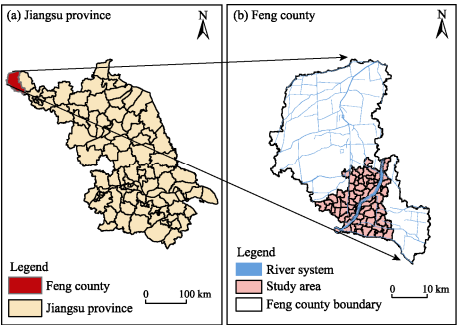 (a) Jiangsu province
N
Legend
Feng county
Jiangsu province
0 100 km
(b) Feng county
N
Legend
River system
Study area
Feng county boundary
0 10 km